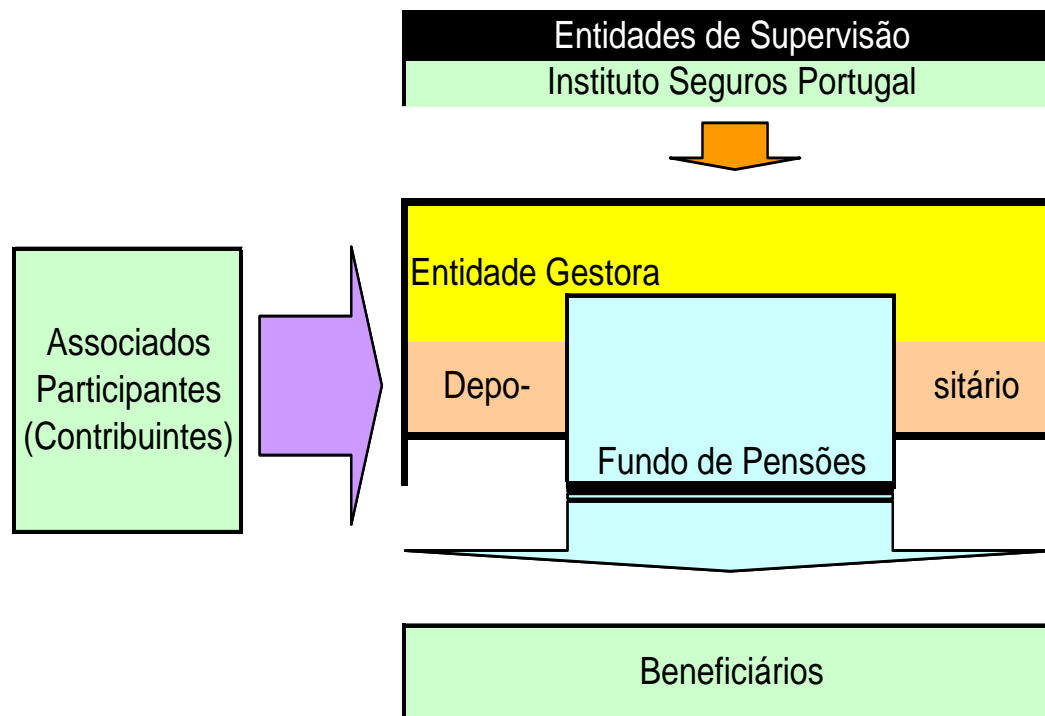 Entidades de Supervisão
Instituto Seguros Portugal
Entidade Gestora
Associados
Participantes
(Contribuintes)
Depo-
sitário
Fundo de Pensões
Beneficiários